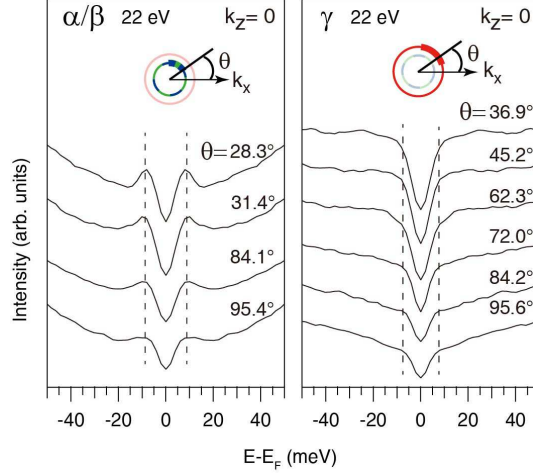 α/β 22 eV k_z= 0
θ
k_x
θ=28.3°
31.4°
84.1°
95.4°
γ 22 eV k_z= 0
θ
k_x
θ=36.9°
45.2°
62.3°
72.0°
84.2°
95.6°
Intensity (arb. units)
-40 -20 0 20 40
-40 -20 0 20 40
E-E_F (meV)